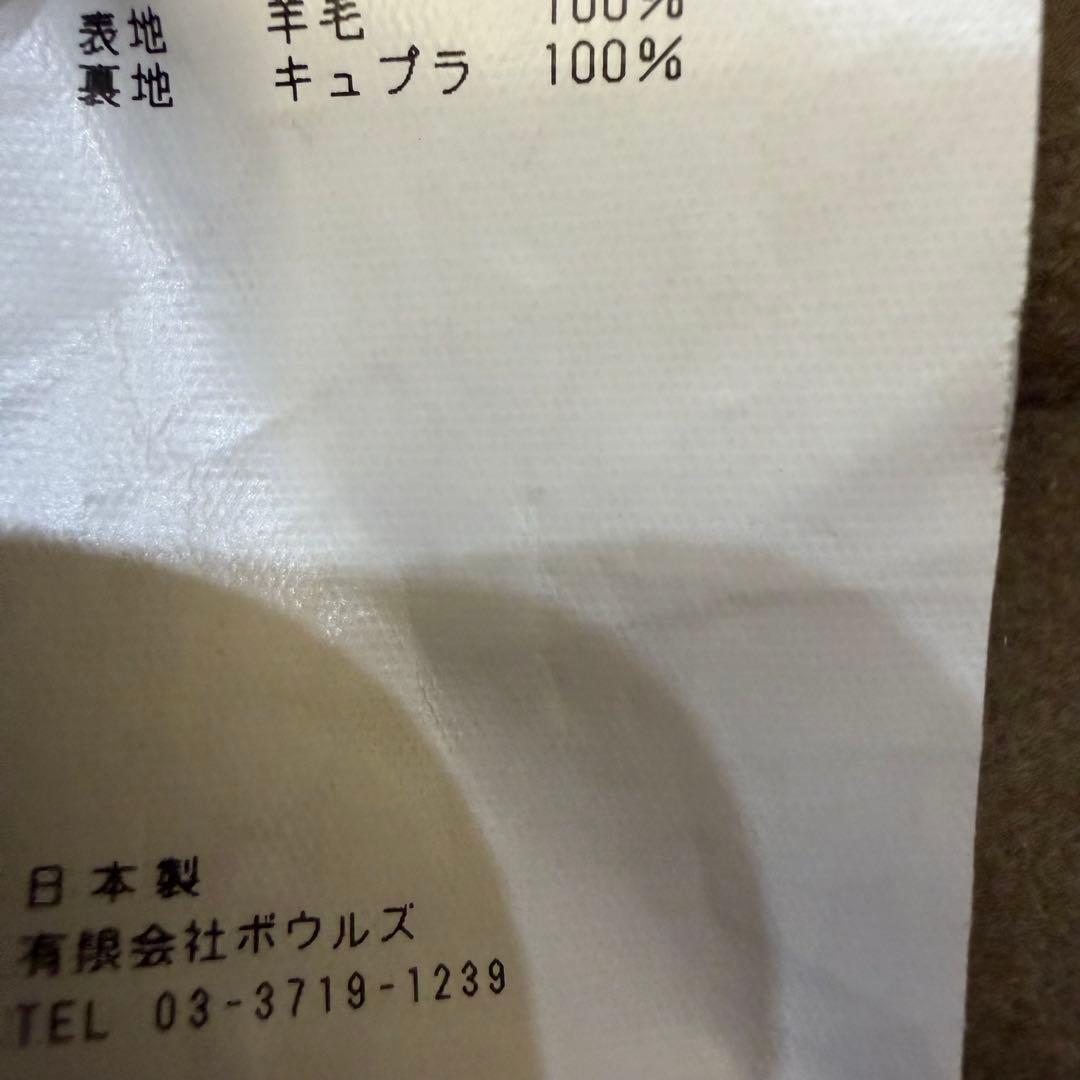 表地 羊毛 100%
裏地 キュプラ 100%
日本製
有限会社ボウルズ
TEL 03-3719-1239